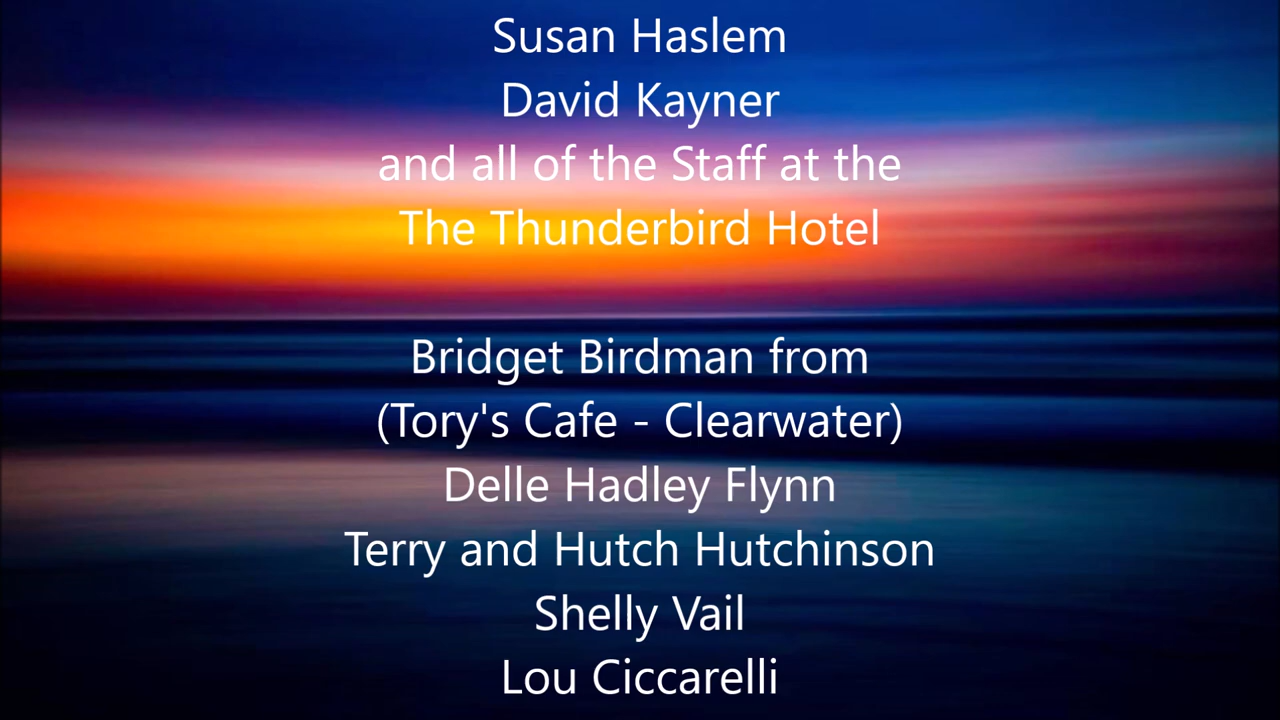 Susan Haslem
David Kayner
and all of the Staff at the
The Thunderbird Hotel
Bridget Birdman from
(Tory's Cafe - Clearwater)
Delle Hadley Flynn
Terry and Hutch Hutchinson
Shelly Vail
Lou Ciccarelli